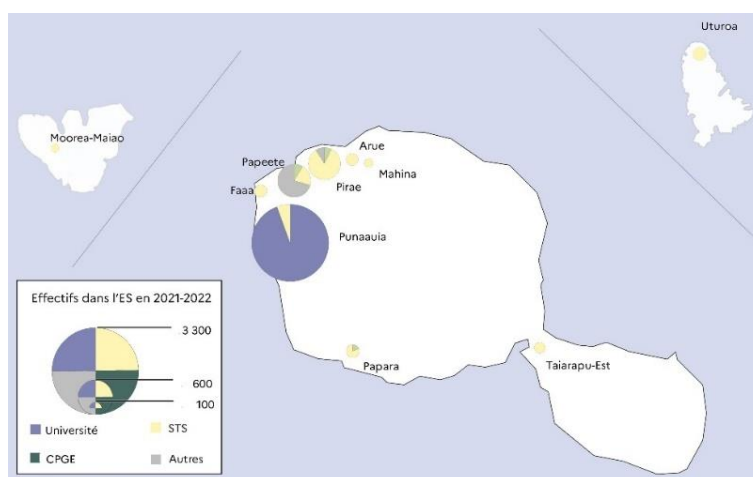 Uturoa
Moorea-Maiao
Arue
Papeete
Mahina
Faaa
Pirae
Punaauia
Effectifs dans l'ES en 2021-2022
3 300
600
100
Université
STS
CPGE
Autres
Papara
Taiarapu-Est